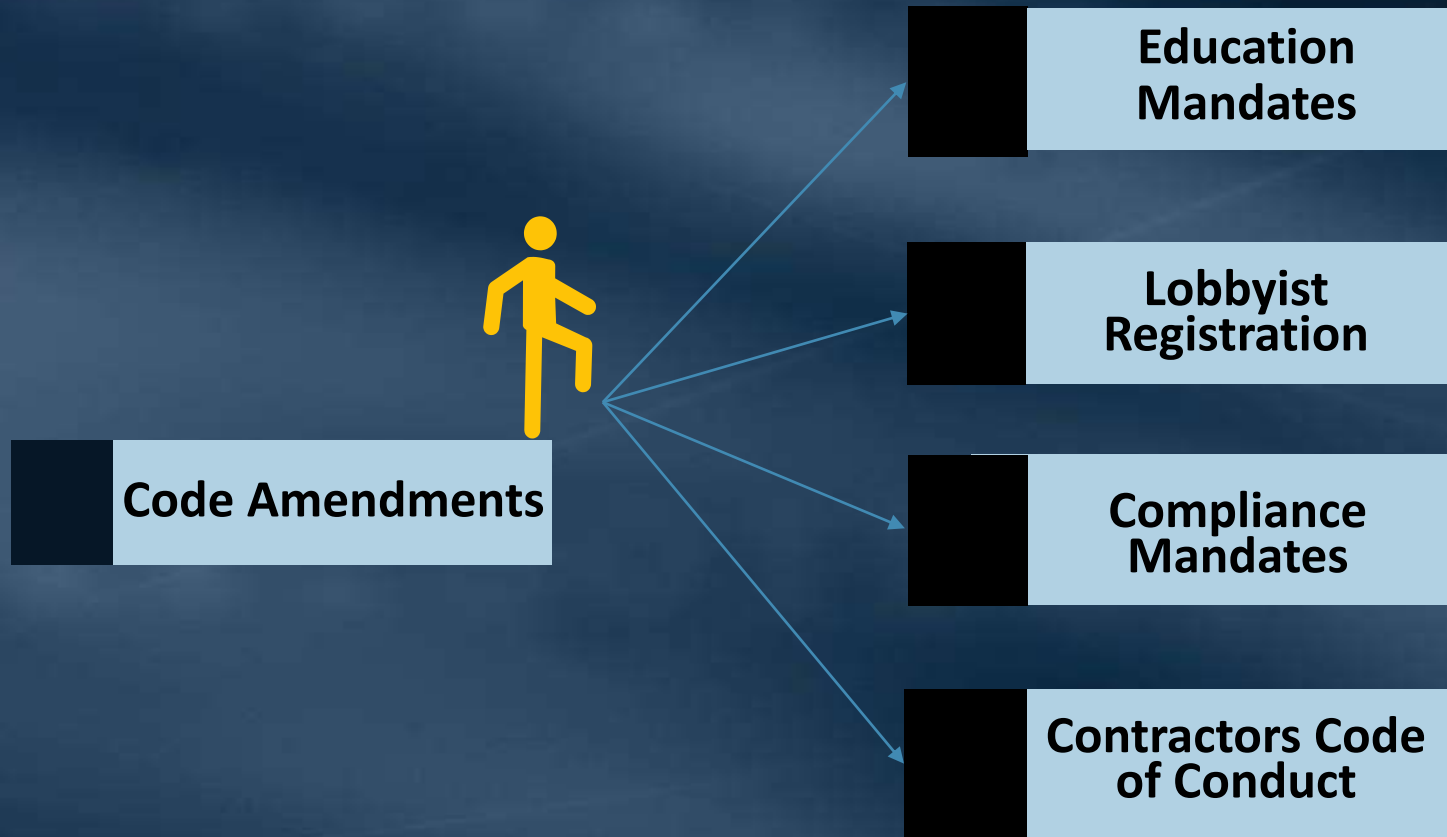 Education
Mandates
Lobbyist
Registration
Code Amendments
Compliance
Mandates
Contractors Code
of Conduct